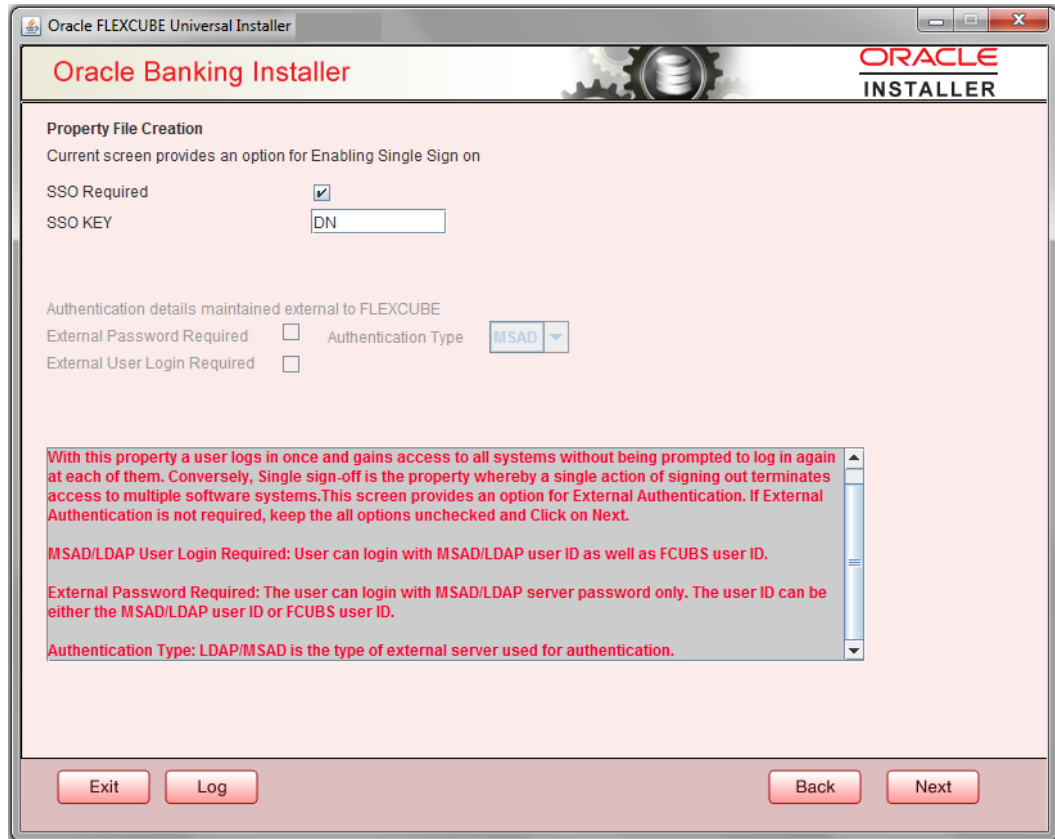 Oracle FLEXCUBE Universal Installer
Oracle Banking Installer
ORACLE
INSTALLER
Property File Creation
Current screen provides an option for Enabling Single Sign on
SSO Required
SSO KEY DN
Authentication details maintained external to FLEXCUBE
External Password Required Authentication Type MSAD
External User Login Required
With this property a user logs in once and gains access to all systems without being prompted to log in again
at each of them. Conversely, Single sign-off is the property whereby a single action of signing out terminates
access to multiple software systems.This screen provides an option for External Authentication. If External
Authentication is not required, keep the all options unchecked and Click on Next.
MSAD/LDAP User Login Required: User can login with MSAD/LDAP user ID as well as FCUBS user ID.
External Password Required: The user can login with MSAD/LDAP server password only. The user ID can be
either the MSAD/LDAP user ID or FCUBS user ID.
Authentication Type: LDAP/MSAD is the type of external server used for authentication.
Exit Log Back Next